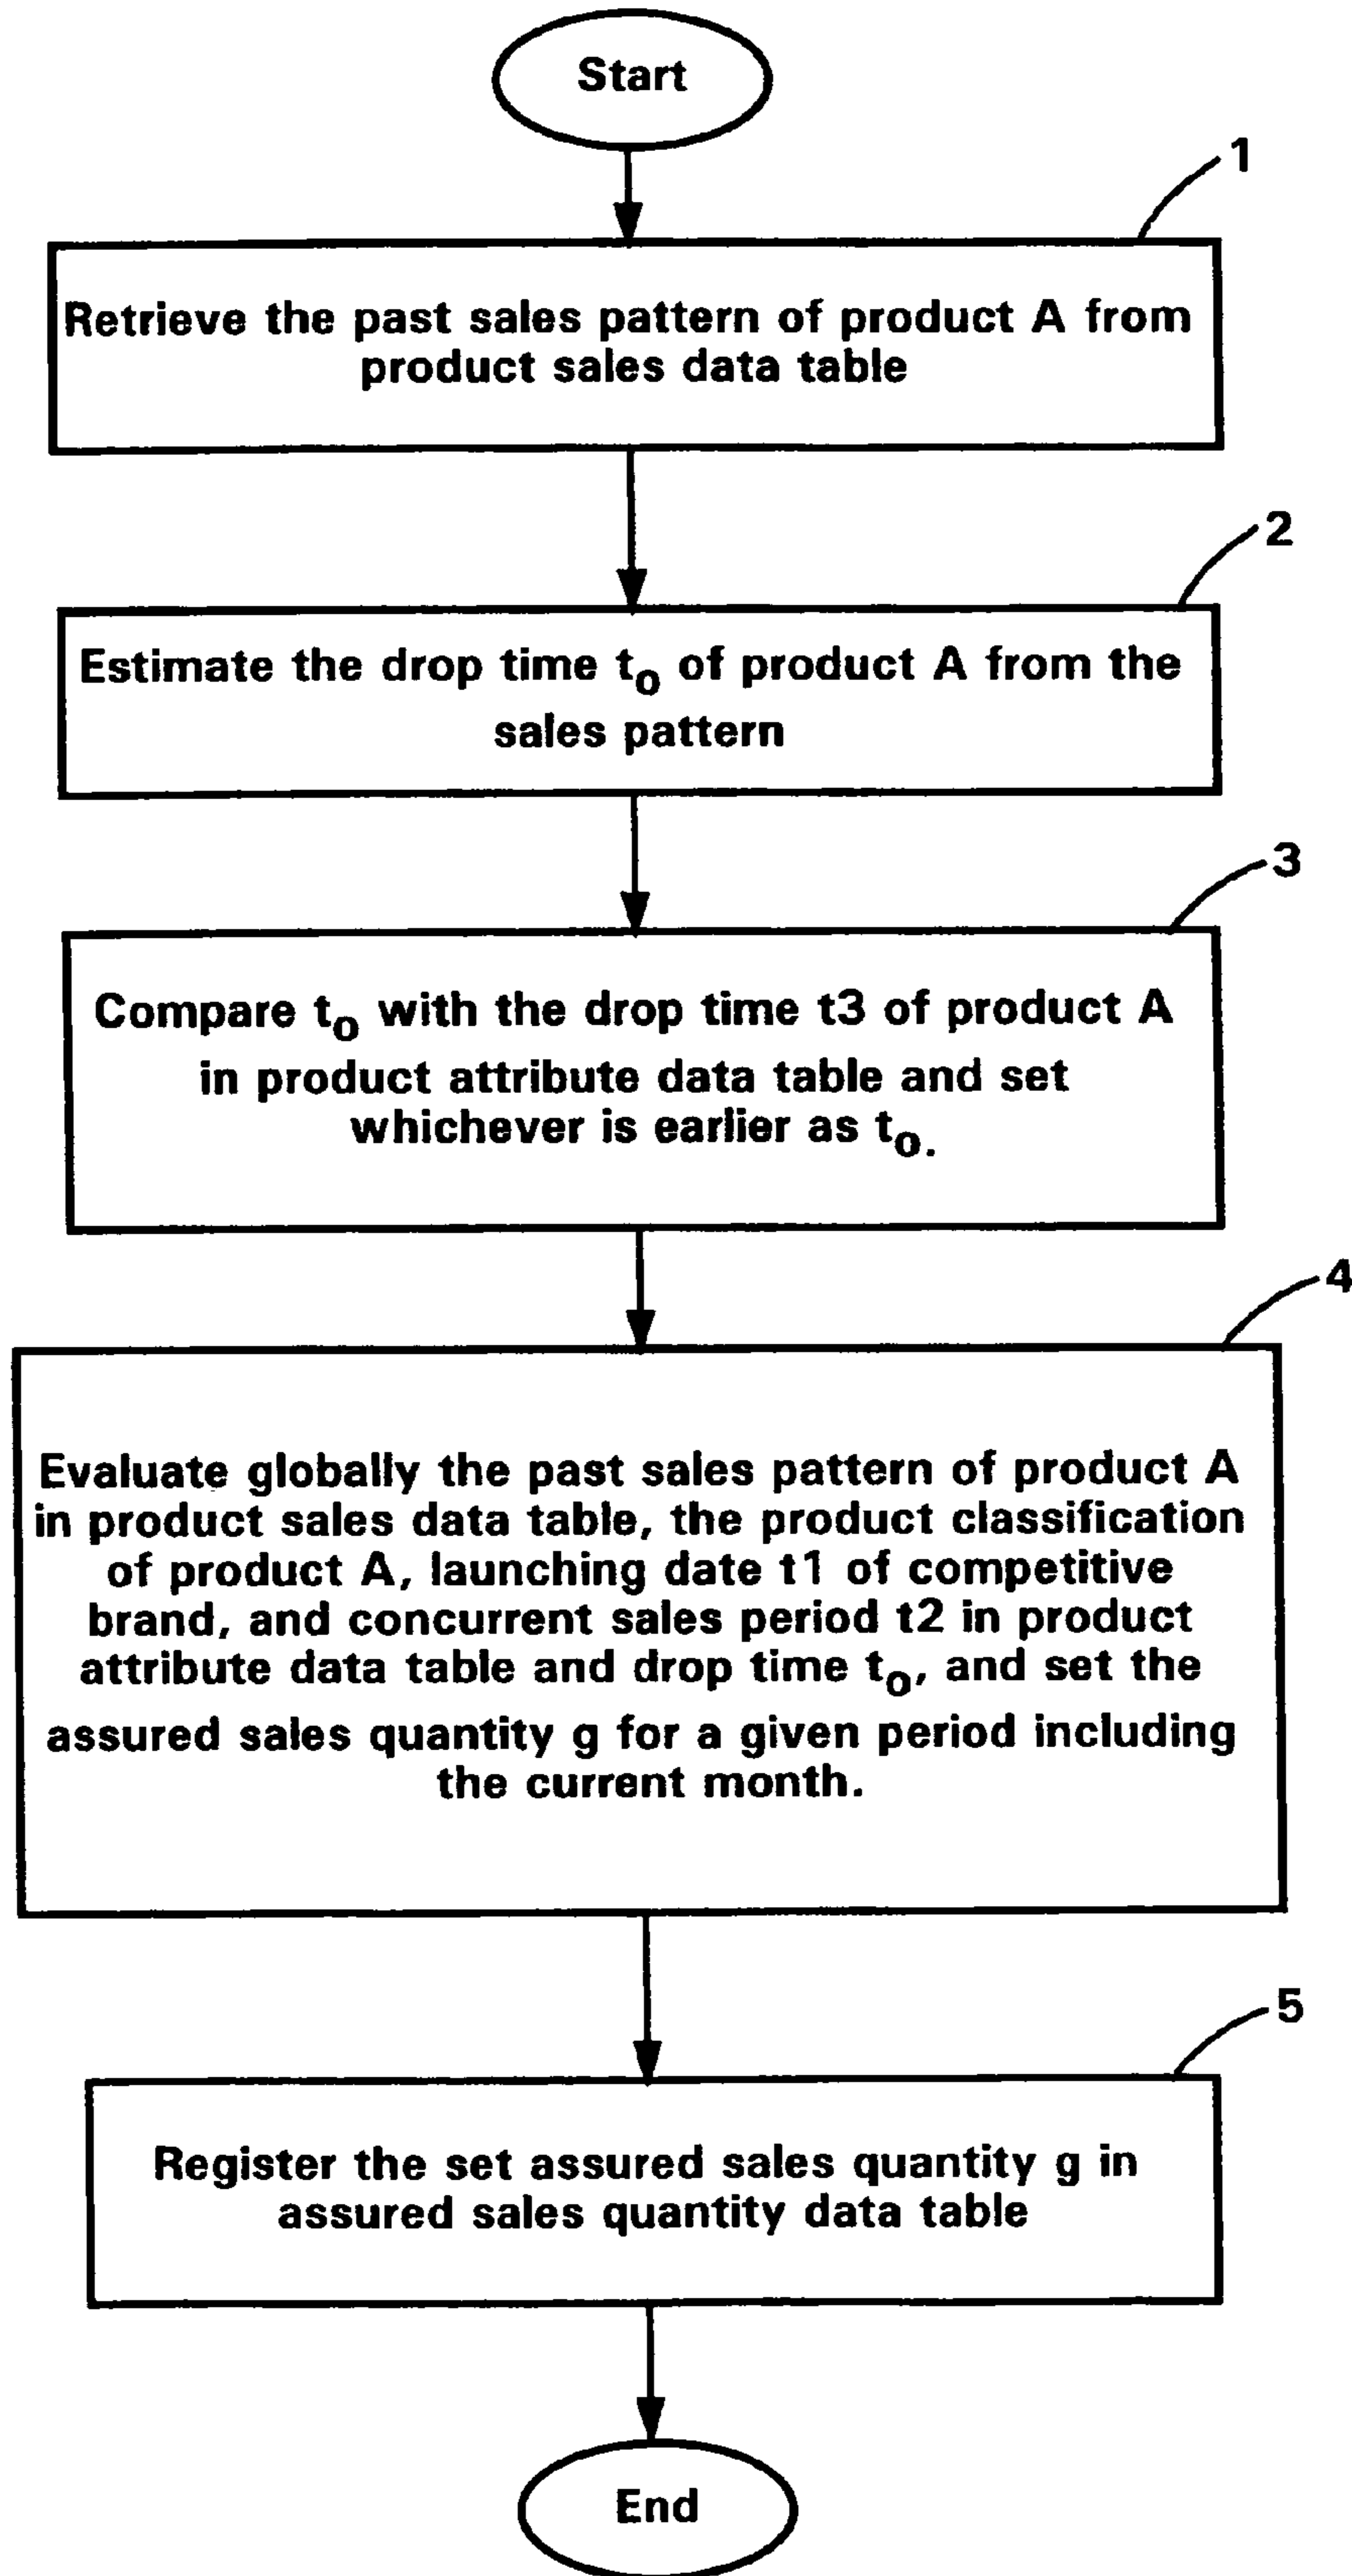 Start
1
Retrieve the past sales pattern of product A from
product sales data table
2
Estimate the drop time t₀ of product A from the
sales pattern
3
Compare t₀ with the drop time t3 of product A
in product attribute data table and set
whichever is earlier as t₀.
4
Evaluate globally the past sales pattern of product A
in product sales data table, the product classification
of product A, launching date t1 of competitive
brand, and concurrent sales period t2 in product
attribute data table and drop time t₀, and set the
assured sales quantity g for a given period including
the current month.
5
Register the set assured sales quantity g in
assured sales quantity data table
End